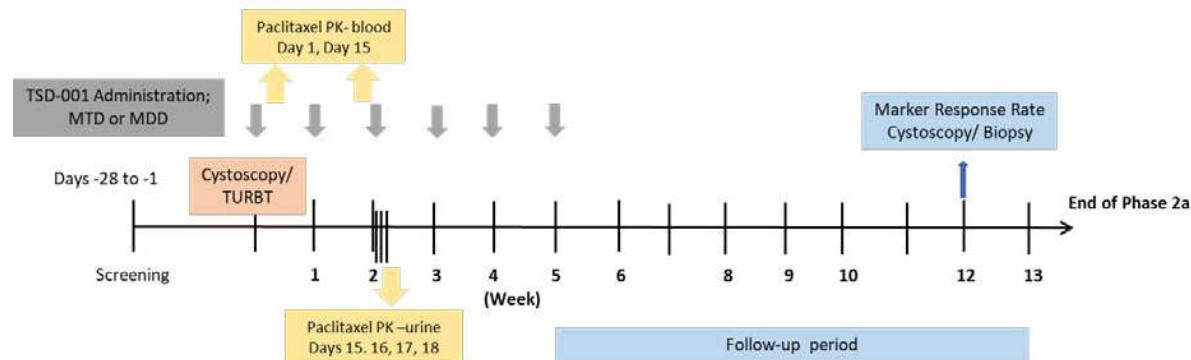 Paclitaxel PK- blood
Day 1, Day 15
TSD-001 Administration;
MTD or MDD
Marker Response Rate
Cystoscopy/ Biopsy
Days -28 to -1
Cystoscopy/
TURBT
End of Phase 2a
Screening 1 2 3 4 5 6 8 9 10 12 13
(Week)
Paclitaxel PK –urine
Days 15. 16, 17, 18
Follow-up period